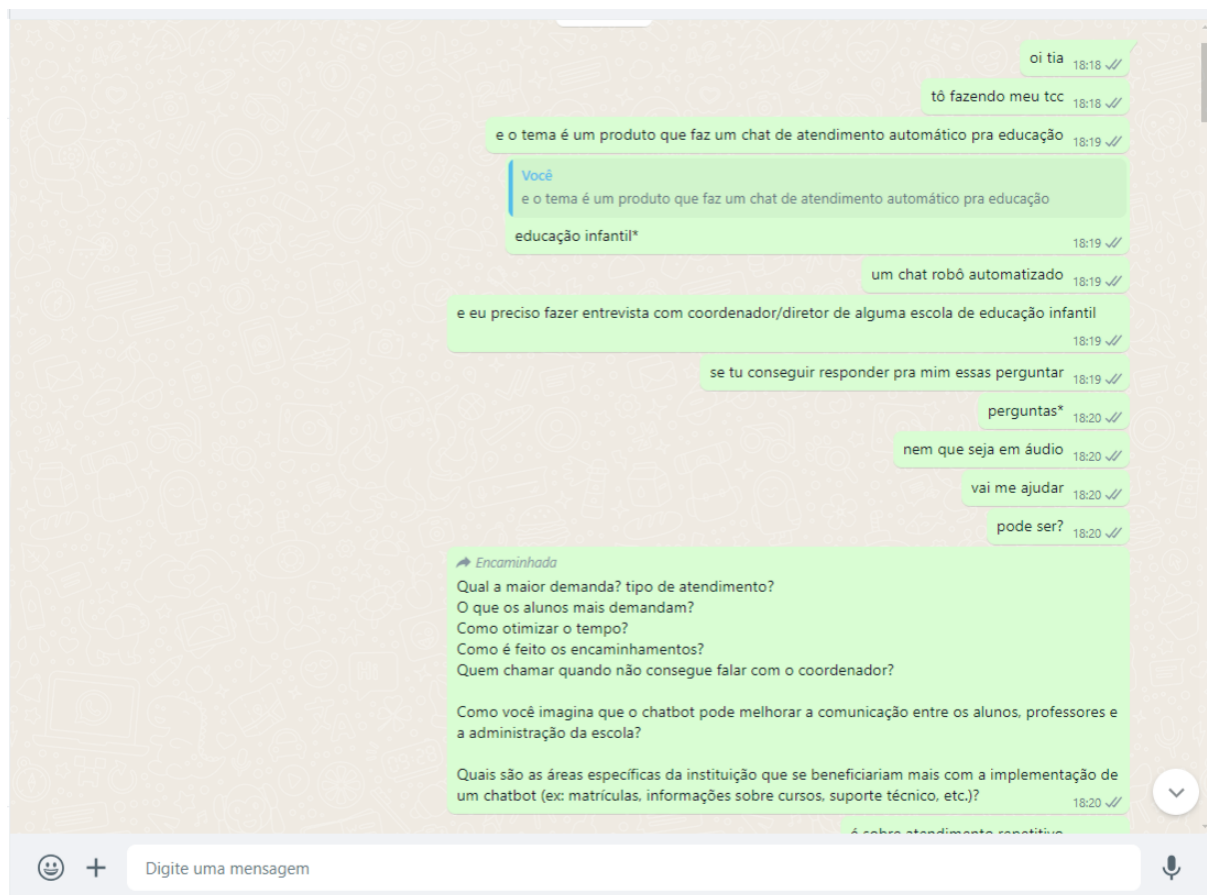 oi tia 18:18
tô fazendo meu tcc 18:18
e o tema é um produto que faz um chat de atendimento automático pra educação 18:19
Você
e o tema é um produto que faz um chat de atendimento automático pra educação
educação infantil* 18:19
um chat robô automatizado 18:19
e eu preciso fazer entrevista com coordenador/diretor de alguma escola de educação infantil
18:19
se tu conseguir responder pra mim essas perguntar 18:19
perguntas* 18:20
nem que seja em áudio 18:20
vai me ajudar 18:20
pode ser? 18:20
Encaminhada
Qual a maior demanda? tipo de atendimento?
O que os alunos mais demandam?
Como otimizar o tempo?
Como é feito os encaminhamentos?
Quem chamar quando não consegue falar com o coordenador?
Como você imagina que o chatbot pode melhorar a comunicação entre os alunos, professores e
a administração da escola?
Quais são as áreas específicas da instituição que se beneficiariam mais com a implementação de
um chatbot (ex: matrículas, informações sobre cursos, suporte técnico, etc.)? 18:20
é sobre atendimento repetitivo
Digite uma mensagem